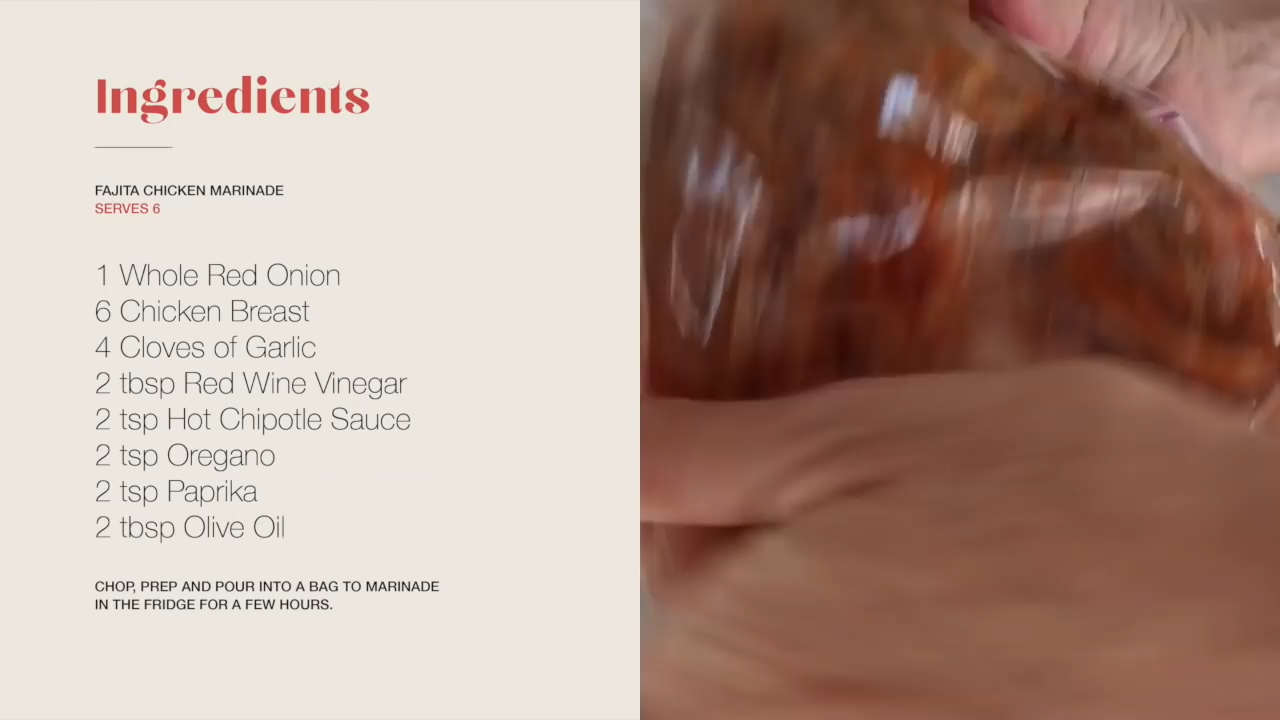 Ingredients
FAJITA CHICKEN MARINADE
SERVES 6
1 Whole Red Onion
6 Chicken Breast
4 Cloves of Garlic
2 tbsp Red Wine Vinegar
2 tsp Hot Chipotle Sauce
2 tsp Oregano
2 tsp Paprika
2 tbsp Olive Oil
CHOP, PREP AND POUR INTO A BAG TO MARINADE
IN THE FRIDGE FOR A FEW HOURS.